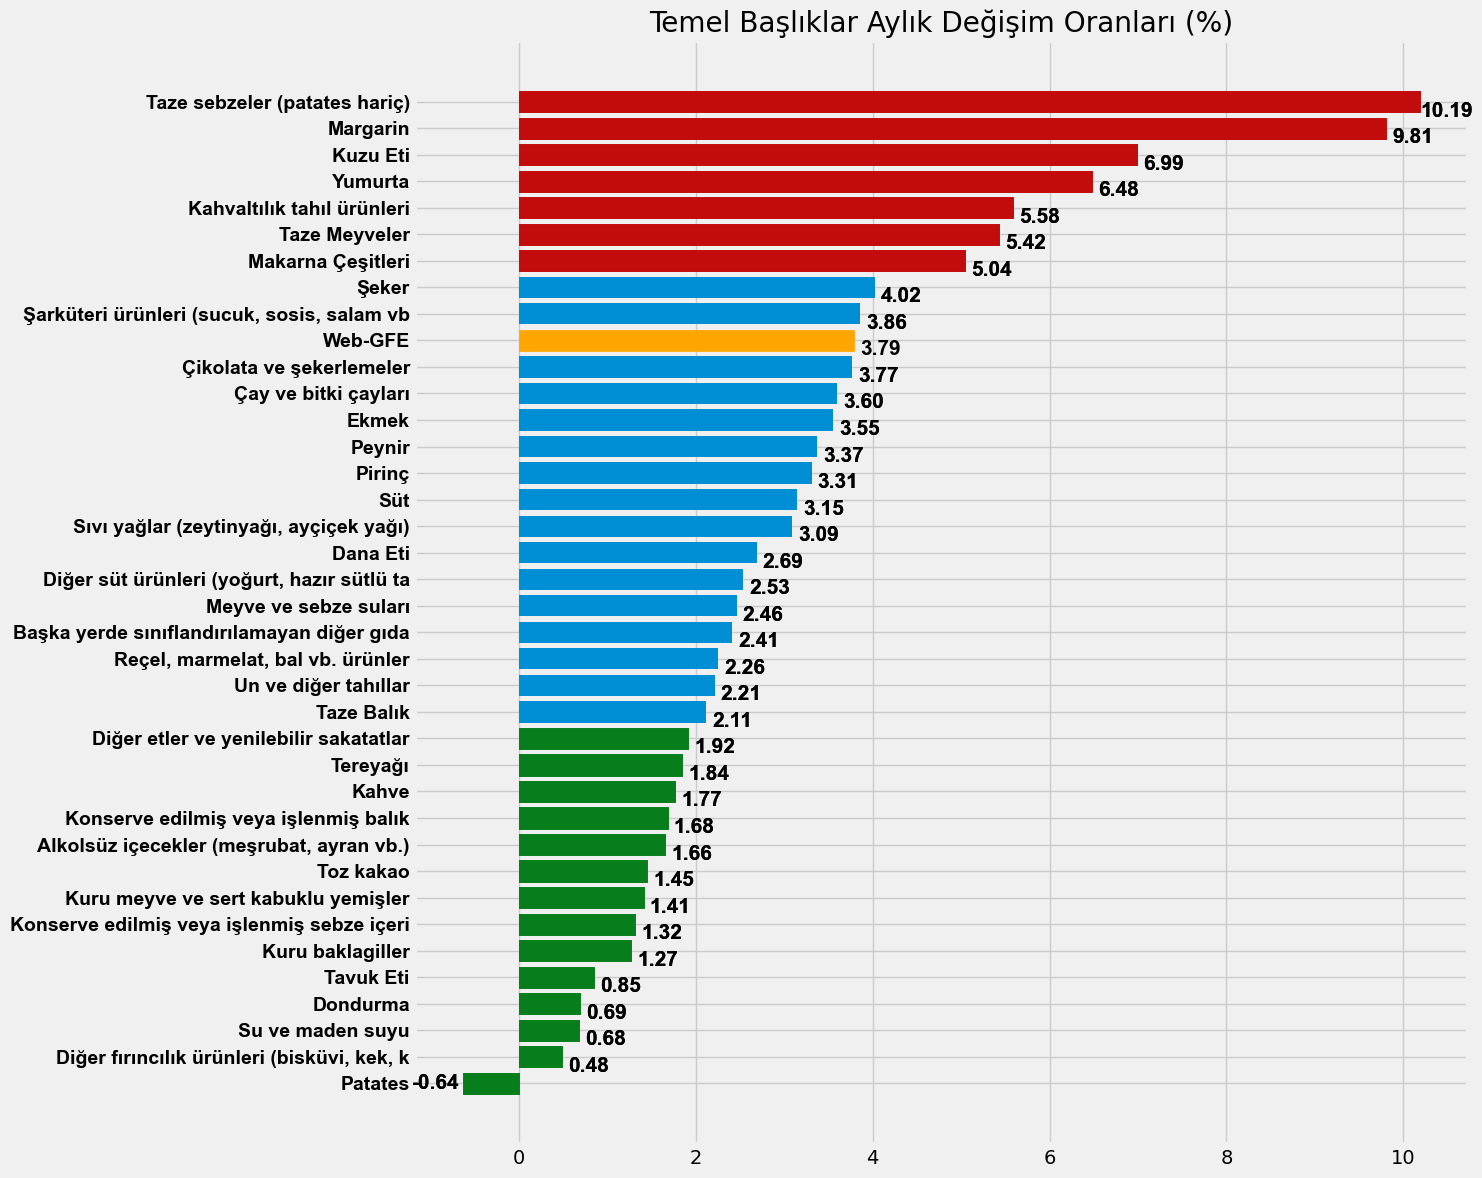 Temel Başlıklar Aylık Değişim Oranları (%)
Taze sebzeler (patates hariç) 10.19
Margarin 9.81
Kuzu Eti 6.99
Yumurta 6.48
Kahvaltılık tahıl ürünleri 5.58
Taze Meyveler 5.42
Makarna Çeşitleri 5.04
Şeker 4.02
Şarküteri ürünleri (sucuk, sosis, salam vb 3.86
Web-GFE 3.79
Çikolata ve şekerlemeler 3.77
Çay ve bitki çayları 3.60
Ekmek 3.55
Peynir 3.37
Pirinç 3.31
Süt 3.15
Sıvı yağlar (zeytinyağı, ayçiçek yağı) 3.09
Dana Eti 2.69
Diğer süt ürünleri (yoğurt, hazır sütlü ta 2.53
Meyve ve sebze suları 2.46
Başka yerde sınıflandırılamayan diğer gıda 2.41
Reçel, marmelat, bal vb. ürünler 2.26
Un ve diğer tahıllar 2.21
Taze Balık 2.11
Diğer etler ve yenilebilir sakatatlar 1.92
Tereyağı 1.84
Kahve 1.77
Konserve edilmiş veya işlenmiş balık 1.68
Alkolsüz içecekler (meşrubat, ayran vb.) 1.66
Toz kakao 1.45
Kuru meyve ve sert kabuklu yemişler 1.41
Konserve edilmiş veya işlenmiş sebze içeri 1.32
Kuru baklagiller 1.27
Tavuk Eti 0.85
Dondurma 0.69
Su ve maden suyu 0.68
Diğer fırıncılık ürünleri (bisküvi, kek, k 0.48
Patates -0.64
0 2 4 6 8 10